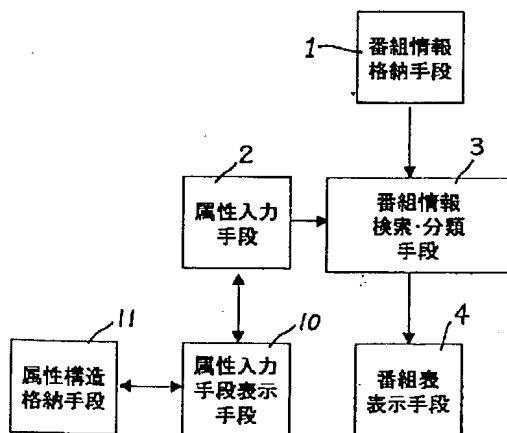 1
番組情報
格納手段
2
属性入力
手段
3
番組情報
検索・分類
手段
11
属性構造
格納手段
10
属性入力
手段表示
手段
4
番組表
表示手段